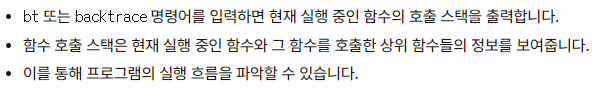 • bt 또는 backtrace 명령어를 입력하면 현재 실행 중인 함수의 호출 스택을 출력합니다.
• 함수 호출 스택은 현재 실행 중인 함수와 그 함수를 호출한 상위 함수들의 정보를 보여줍니다.
• 이를 통해 프로그램의 실행 흐름을 파악할 수 있습니다.